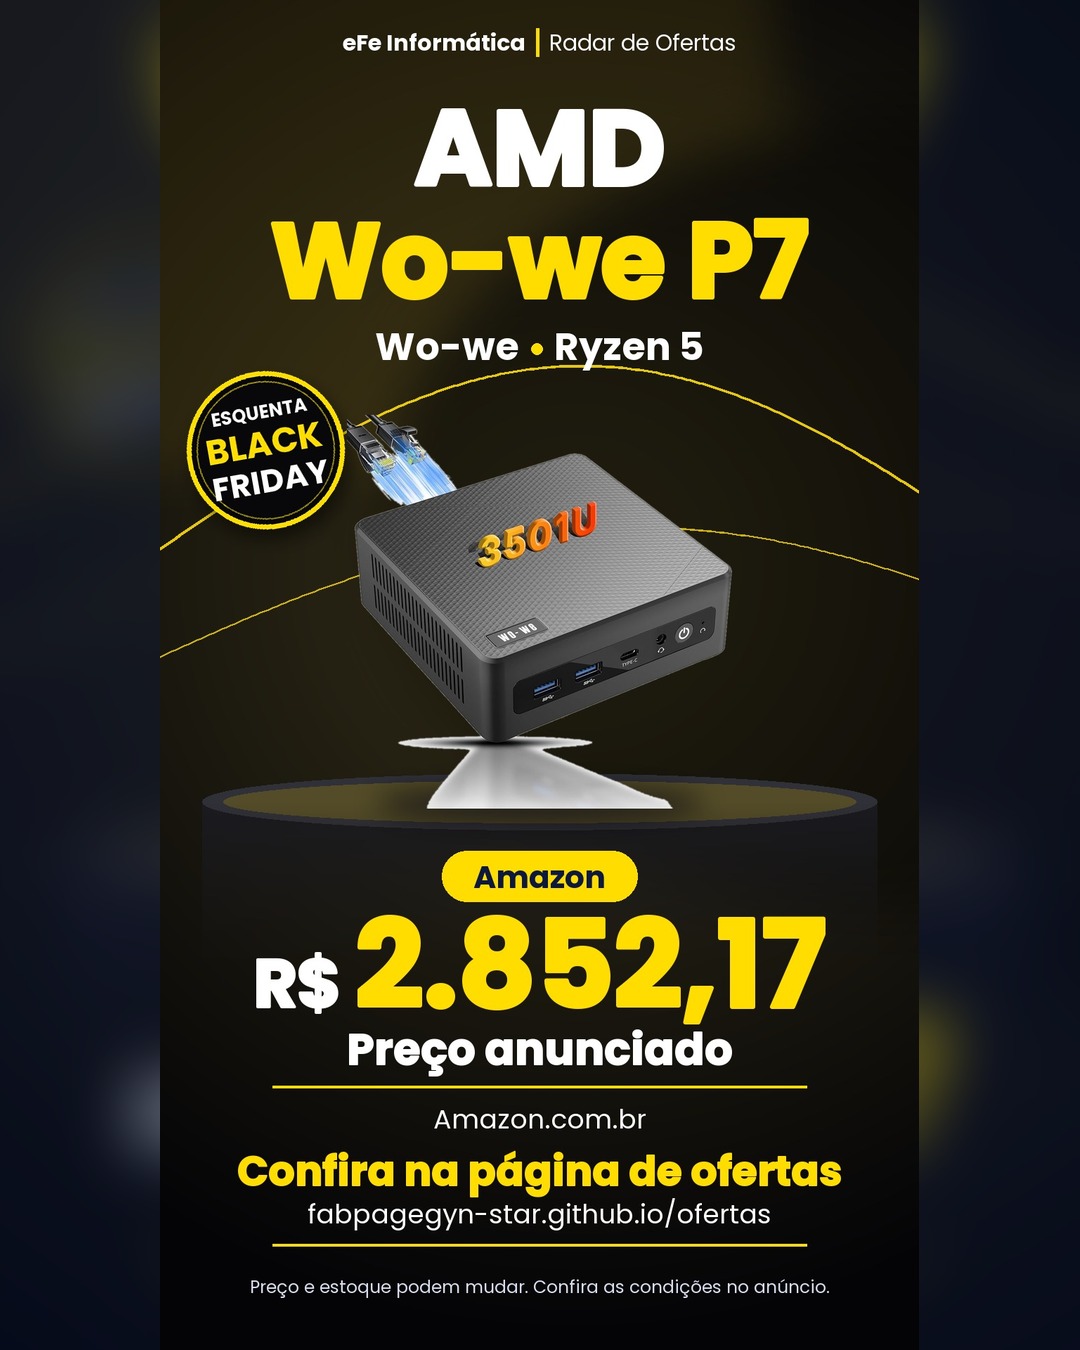 eFe Informática | Radar de Ofertas
AMD
Wo-we P7
Wo-we • Ryzen 5
ESQUENTA
BLACK
FRIDAY
3501U
WO-WE
TYPE-C
Amazon
R$ 2.852,17
Preço anunciado
Amazon.com.br
Confira na página de ofertas
fabpagegyn-star.github.io/ofertas
Preço e estoque podem mudar. Confira as condições no anúncio.